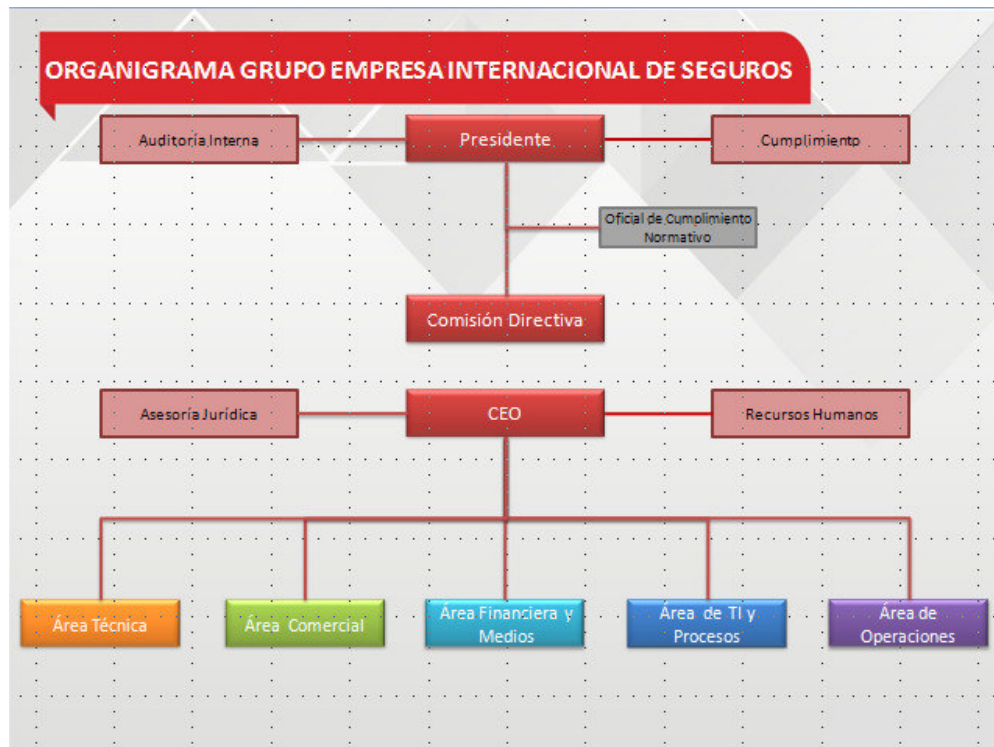 ORGANIGRAMA GRUPO EMPRESA INTERNACIONAL DE SEGUROS
Auditoría Interna
Presidente
Cumplimiento
Oficial de Cumplimiento
Normativo
Comisión Directiva
Asesoría Jurídica
CEO
Recursos Humanos
Área Técnica
Área Comercial
Área Financiera y
Medios
Área de TI y
Procesos
Área de
Operaciones